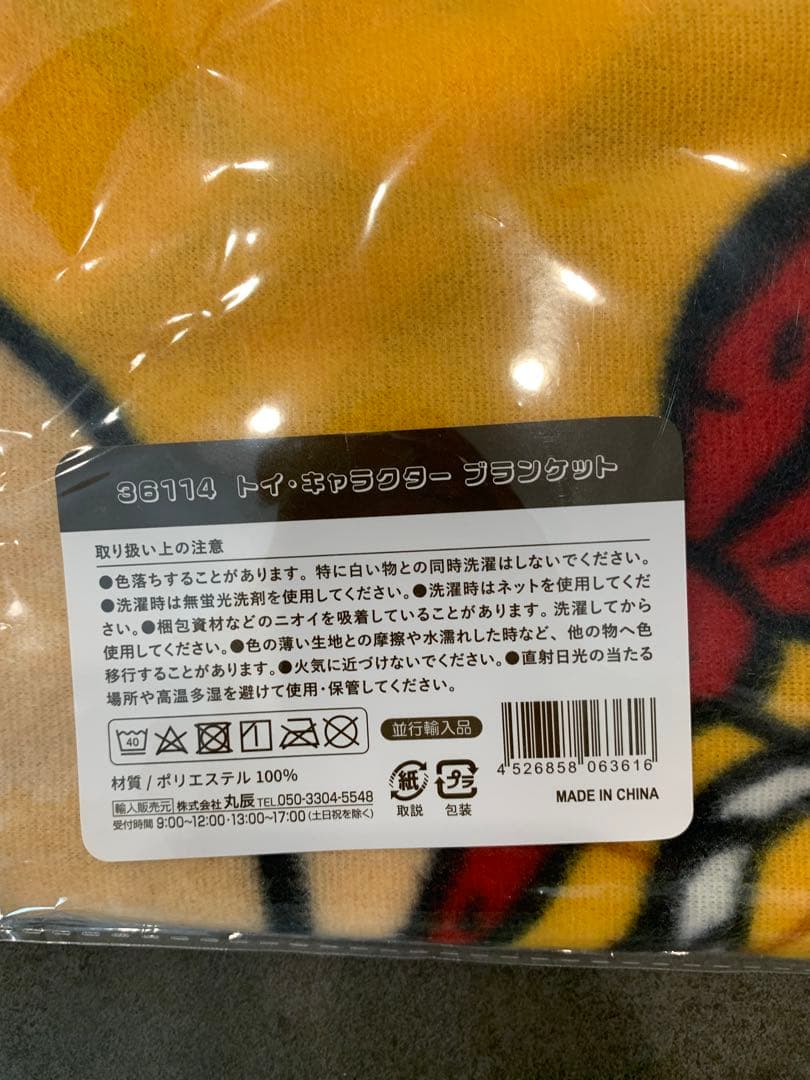 36114 トイ・キャラクター ブランケット
取り扱い上の注意
●色落ちすることがあります。特に白い物との同時洗濯はしないでください。
●洗濯時は無蛍光洗剤を使用してください。●洗濯時はネットを使用してくだ
さい。●梱包資材などのニオイを吸着していることがあります。洗濯してから
使用してください。●色の薄い生地との摩擦や水濡れした時など、他の物へ色
移行することがあります。●火気に近づけないでください。●直射日光の当たる
場所や高温多湿を避けて使用・保管してください。
40
並行輸入品
4 526858 063616
材質 / ポリエステル 100%
紙
プラ
取説
包装
MADE IN CHINA
輸入販売元 株式会社 丸辰 TEL 050-3304-5548
受付時間 9:00~12:00・13:00~17:00 (土日祝を除く)